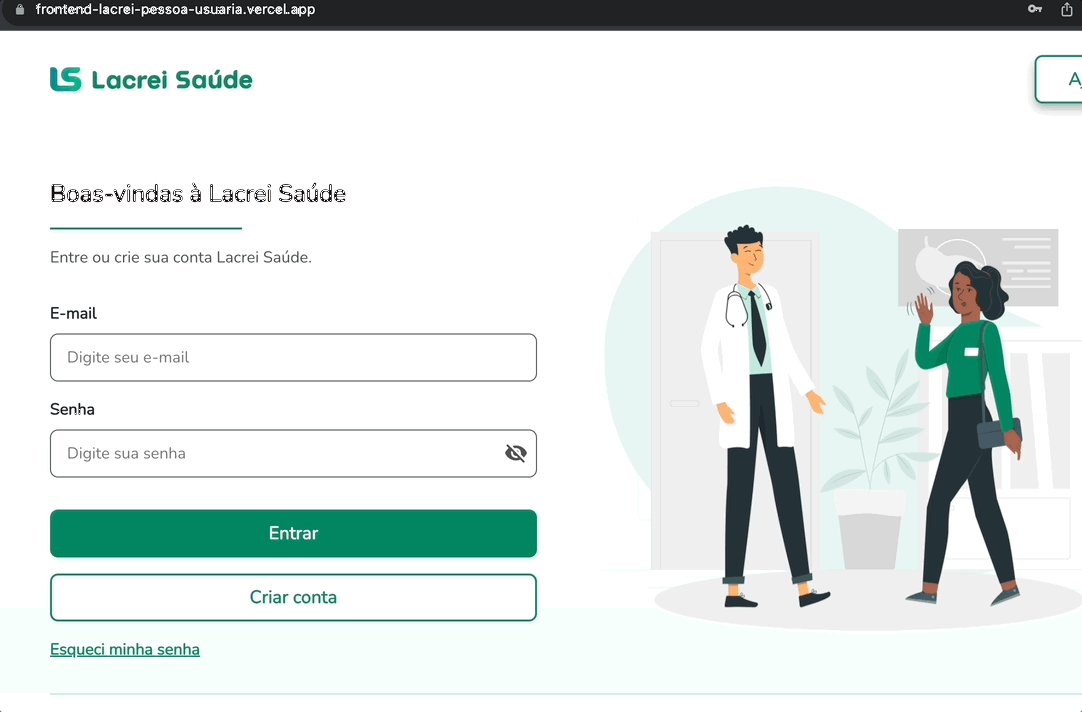 frontend-lacrei-pessoa-usuaria.vercel.app
LS Lacrei Saúde
Boas-vindas à Lacrei Saúde
Entre ou crie sua conta Lacrei Saúde.
E-mail
Digite seu e-mail
Senha
Digite sua senha
Entrar
Criar conta
Esqueci minha senha